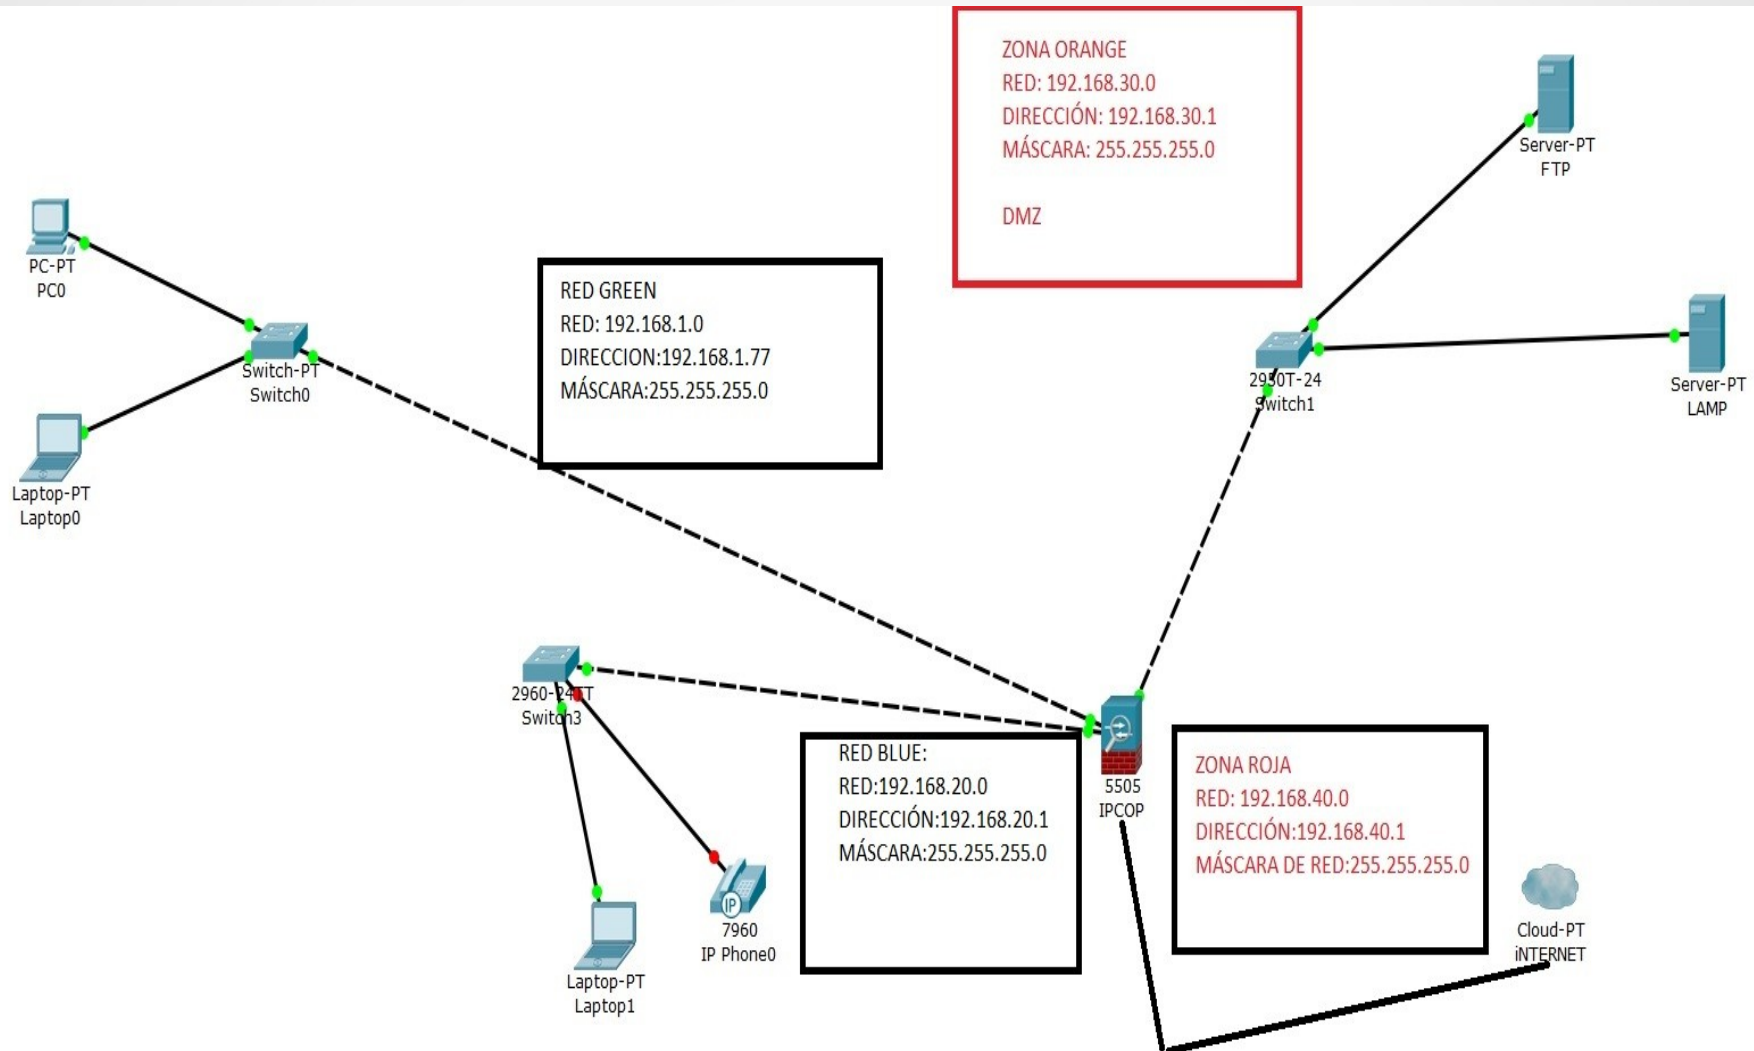 ZONA ORANGE
RED: 192.168.30.0
DIRECCIÓN: 192.168.30.1
MÁSCARA: 255.255.255.0
DMZ
Server-PT
FTP
PC-PT
PC0
RED GREEN
RED: 192.168.1.0
DIRECCION:192.168.1.77
MÁSCARA:255.255.255.0
Switch-PT
Switch0
2950T-24
Switch1
Server-PT
LAMP
Laptop-PT
Laptop0
2960-24TT
Switch3
RED BLUE:
RED:192.168.20.0
DIRECCIÓN:192.168.20.1
MÁSCARA:255.255.255.0
5505
IPCOP
ZONA ROJA
RED: 192.168.40.0
DIRECCIÓN:192.168.40.1
MÁSCARA DE RED:255.255.255.0
IP
7960
IP Phone0
Cloud-PT
iNTERNET
Laptop-PT
Laptop1